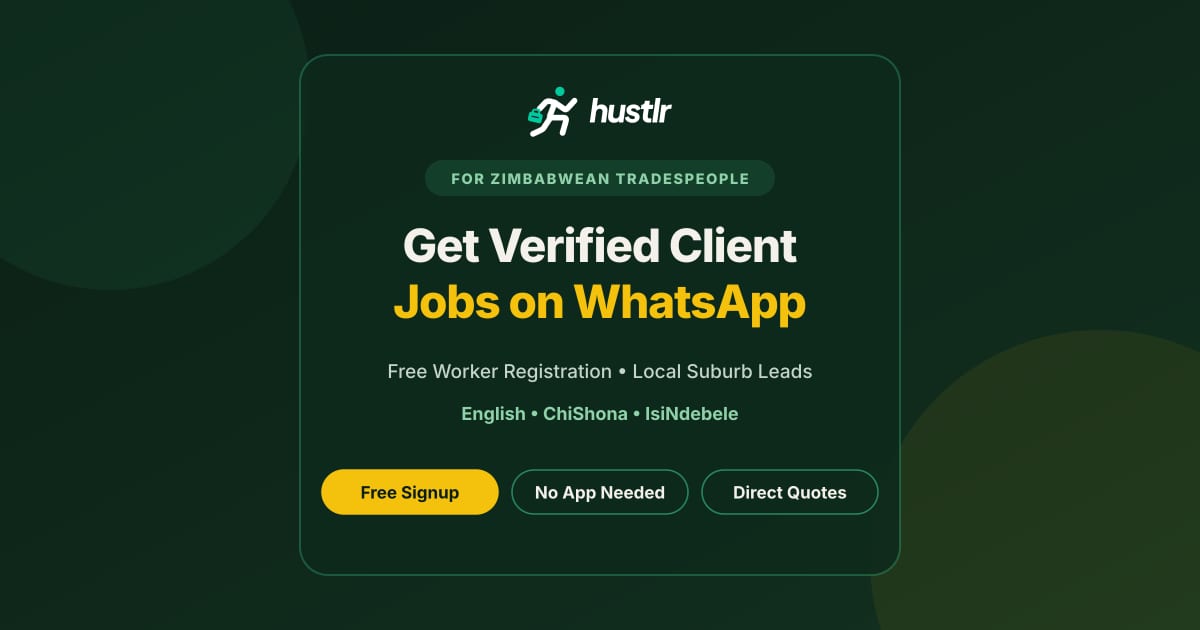 hustlr
FOR ZIMBABWEAN TRADESPEOPLE
Get Verified Client
Jobs on WhatsApp
Free Worker Registration • Local Suburb Leads
English • ChiShona • IsiNdebele
Free Signup
No App Needed
Direct Quotes